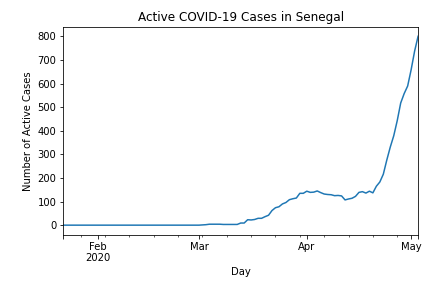 Active COVID-19 Cases in Senegal
Number of Active Cases
800
700
600
500
400
300
200
100
0
Feb
2020
Mar
Apr
May
Day